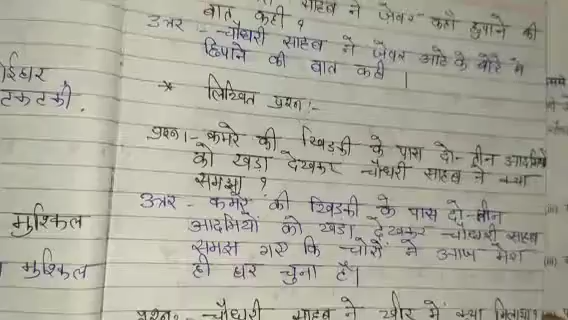 साहब ने जेवर कहाँ छुपाने की
बात कही ?
उत्तर :- चौधरी साहब ने जेवर आटे के बोरे में
छिपाने की बात कही |
टकटकी.
* लिखित प्रश्न :-
प्रश्न।- कमरे की खिड़की के पास दो-तीन आदमियों
को खड़ा देखकर चौधरी साहब ने क्या
समझा ?
उत्तर - कमरे की खिड़की के पास दो-तीन
आदमियों को खड़ा देखकर चौधरी साहब
मुश्किल
समझ गए कि चोरों ने आज मेरा
मुश्किल
ही घर चुना है।
प्रश्न:- चौधरी साहब ने खीर में क्या मिलाया?